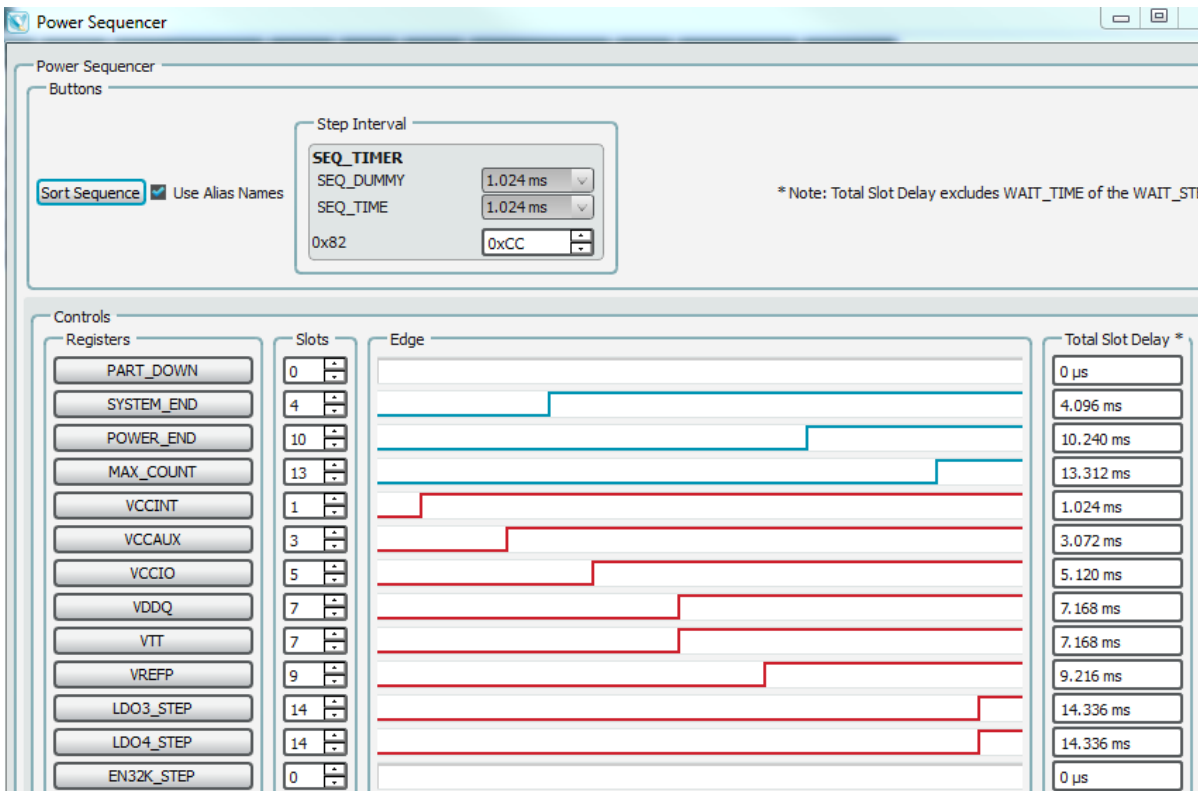 Power Sequencer
Power Sequencer
Buttons
Step Interval
SEQ_TIMER
SEQ_DUMMY 1.024 ms
SEQ_TIME 1.024 ms
0x82 0xCC
Sort Sequence Use Alias Names
* Note: Total Slot Delay excludes WAIT_TIME of the
Controls
Registers Slots Edge Total Slot Delay *
PART_DOWN 0 0 µs
SYSTEM_END 4 4.096 ms
POWER_END 10 10.240 ms
MAX_COUNT 13 13.312 ms
VCCINT 1 1.024 ms
VCCAUX 3 3.072 ms
VCCIO 5 5.120 ms
VDDQ 7 7.168 ms
VTT 7 7.168 ms
VREFP 9 9.216 ms
LDO3_STEP 14 14.336 ms
LDO4_STEP 14 14.336 ms
EN32K_STEP 0 0 µs